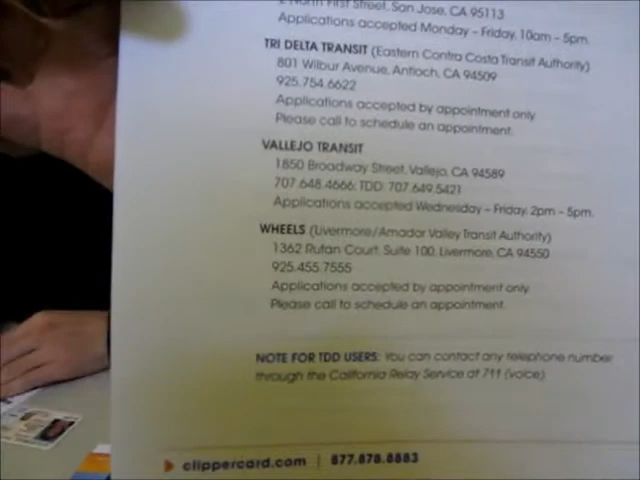 2 North First Street, San Jose, CA 95113
Applications accepted Monday – Friday, 10am – 5pm.
TRI DELTA TRANSIT (Eastern Contra Costa Transit Authority)
801 Wilbur Avenue, Antioch, CA 94509
925.754.6622
Applications accepted by appointment only
Please call to schedule an appointment.
VALLEJO TRANSIT
1850 Broadway Street, Vallejo, CA 94589
707.648.4666; TDD: 707.649.5421
Applications accepted Wednesday – Friday, 2pm – 5pm.
WHEELS (Livermore/Amador Valley Transit Authority)
1362 Rutan Court, Suite 100, Livermore, CA 94550
925.455.7555
Applications accepted by appointment only
Please call to schedule an appointment.
NOTE FOR TDD USERS: You can contact any telephone number
through the California Relay Service at 711 (voice)
clippercard.com | 877.878.8883